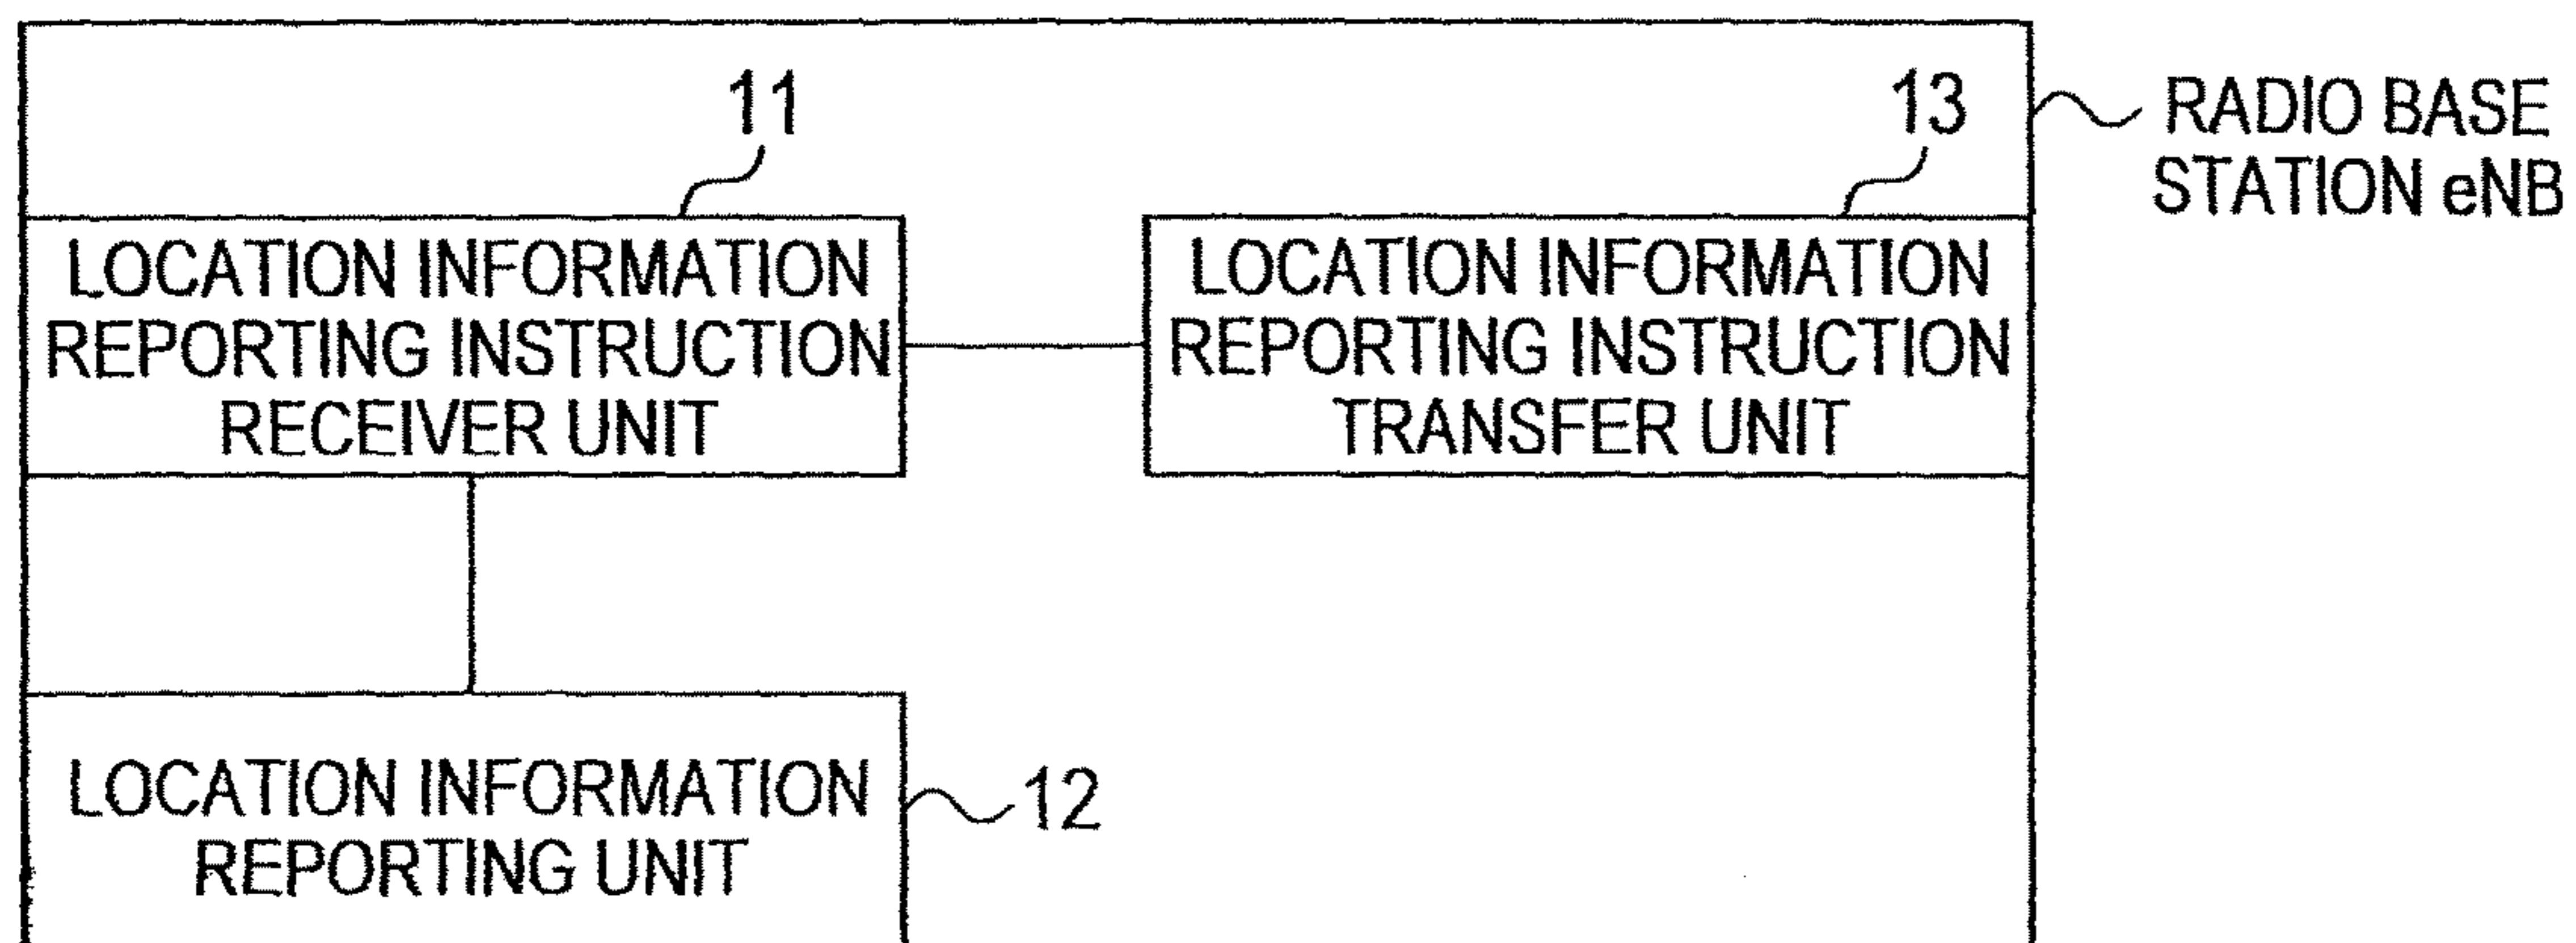 11
13
RADIO BASE
STATION eNB
LOCATION INFORMATION
REPORTING INSTRUCTION
RECEIVER UNIT
LOCATION INFORMATION
REPORTING INSTRUCTION
TRANSFER UNIT
LOCATION INFORMATION
REPORTING UNIT
12